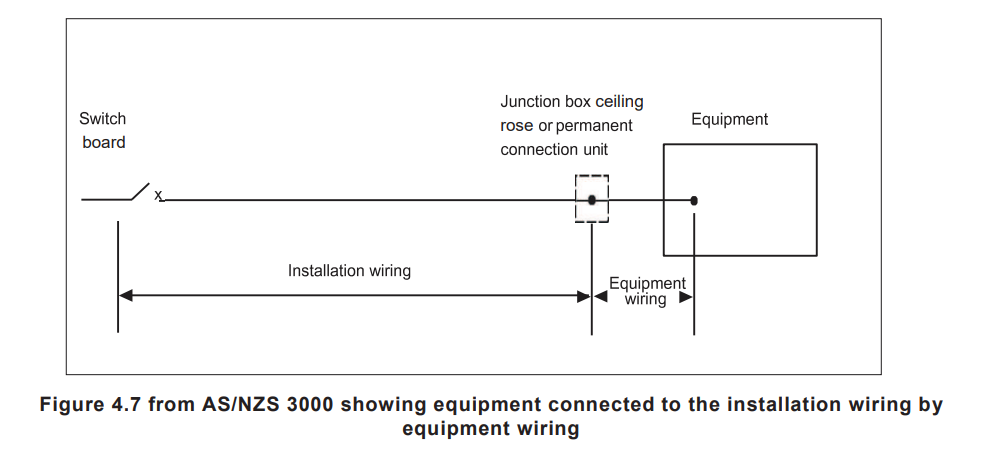 Switch
board
Junction box ceiling
rose or permanent
connection unit
Equipment
x
Installation wiring
Equipment
wiring
Figure 4.7 from AS/NZS 3000 showing equipment connected to the installation wiring by
equipment wiring